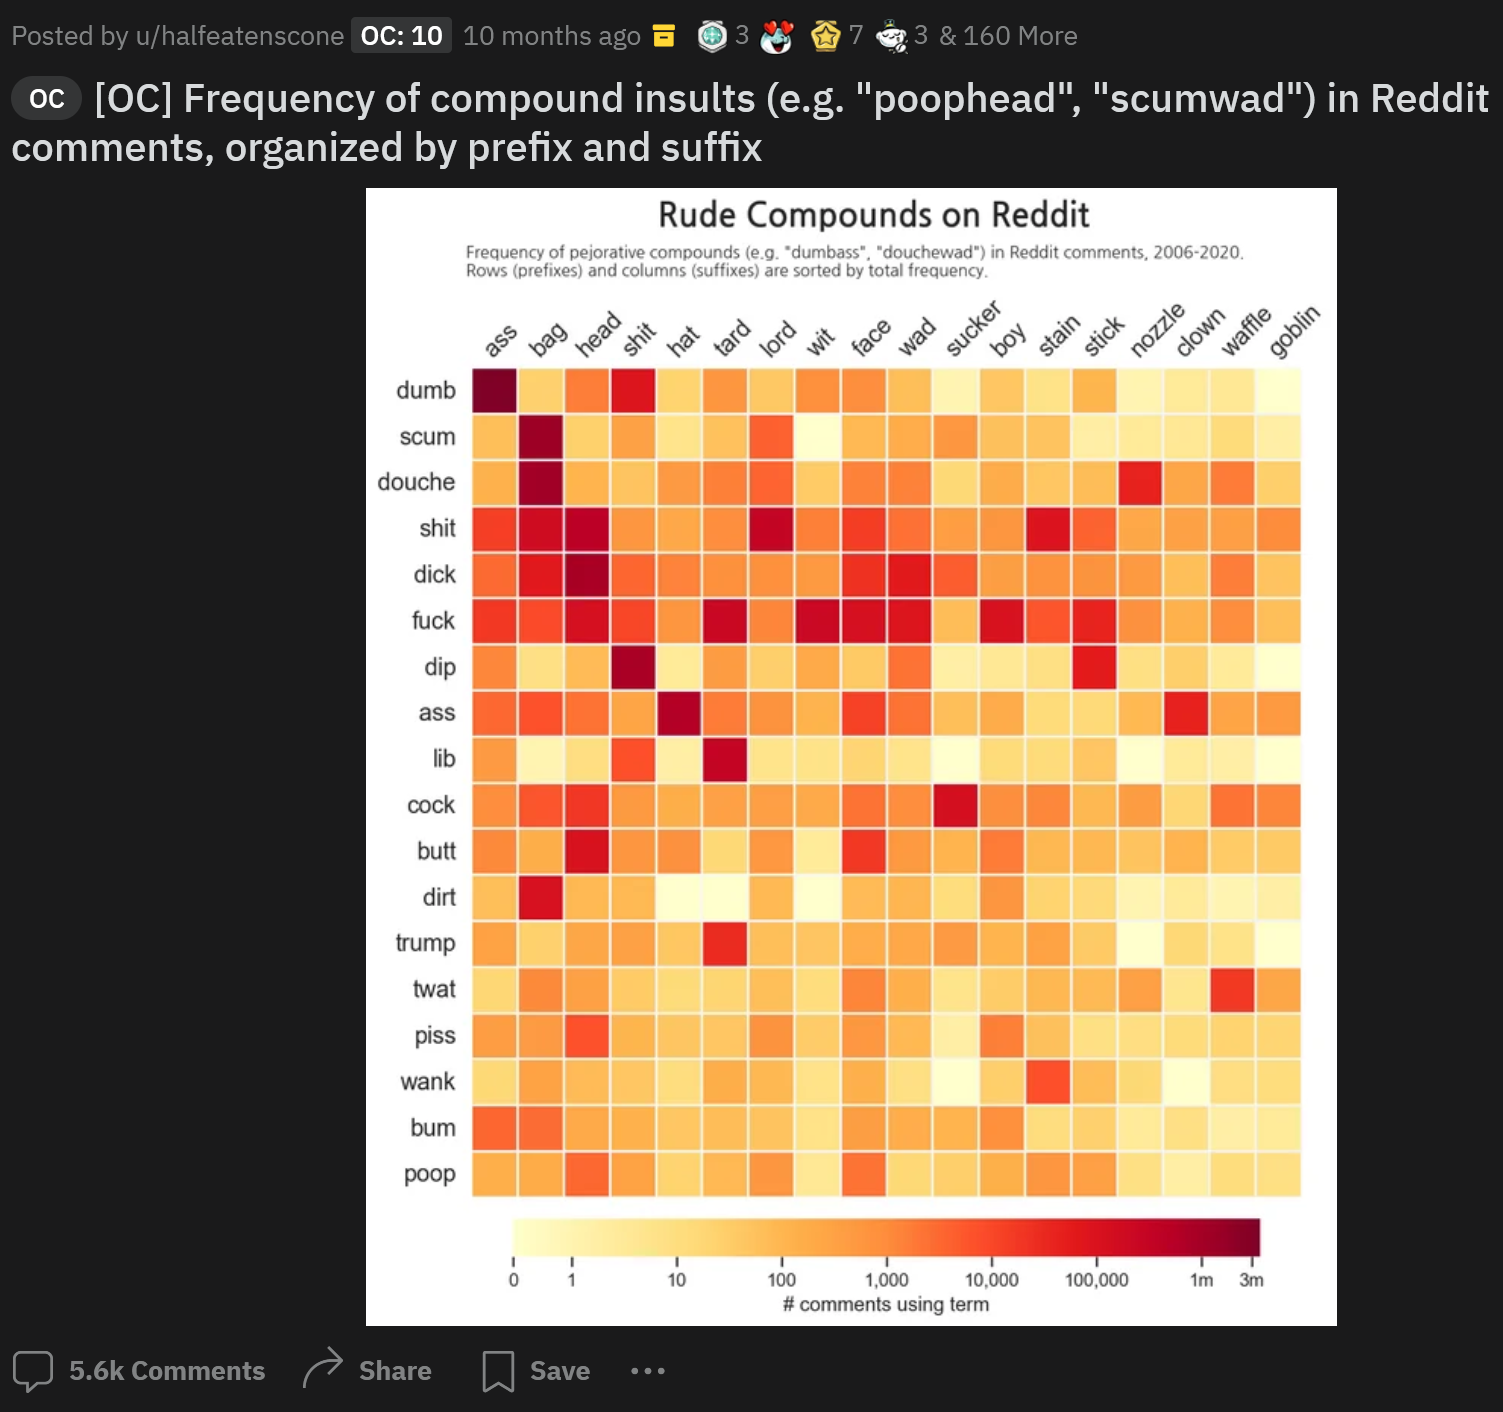 Posted by u/halfeatenscone OC: 10 10 months ago 3 7 3 & 160 More
OC [OC] Frequency of compound insults (e.g. "poophead", "scumwad") in Reddit
comments, organized by prefix and suffix
Rude Compounds on Reddit
Frequency of pejorative compounds (e.g. "dumbass", "douchewad") in Reddit comments, 2006-2020.
Rows (prefixes) and columns (suffixes) are sorted by total frequency.
ass bag head shit hat tard lord wit face wad sucker boy stain stick nozzle clown waffle goblin
dumb
scum
douche
shit
dick
fuck
dip
ass
lib
cock
butt
dirt
trump
twat
piss
wank
bum
poop
0 1 10 100 1,000 10,000 100,000 1m 3m
# comments using term
5.6k Comments Share Save